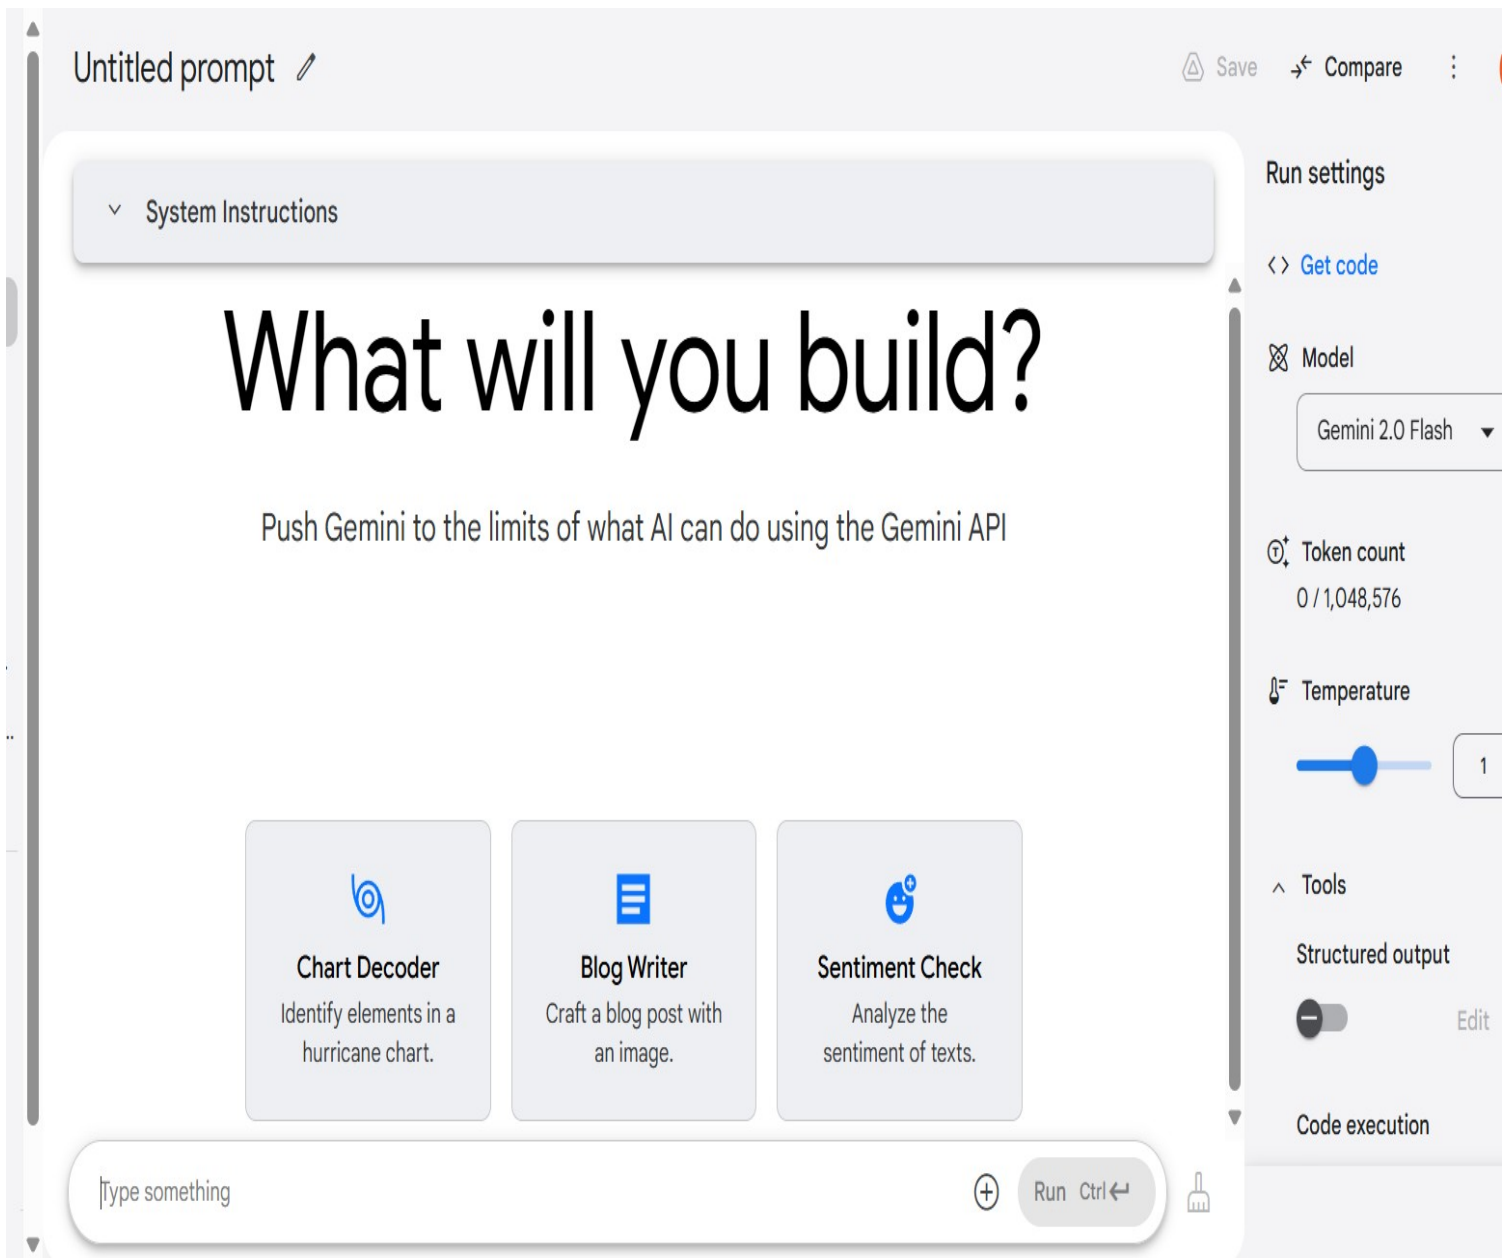 Untitled prompt
Save
Compare
System Instructions
What will you build?
Push Gemini to the limits of what AI can do using the Gemini API
Chart Decoder
Identify elements in a
hurricane chart.
Blog Writer
Craft a blog post with
an image.
Sentiment Check
Analyze the
sentiment of texts.
Type something
Run Ctrl
Run settings
Get code
Model
Gemini 2.0 Flash
Token count
0 / 1,048,576
Temperature
1
Tools
Structured output
Edit
Code execution